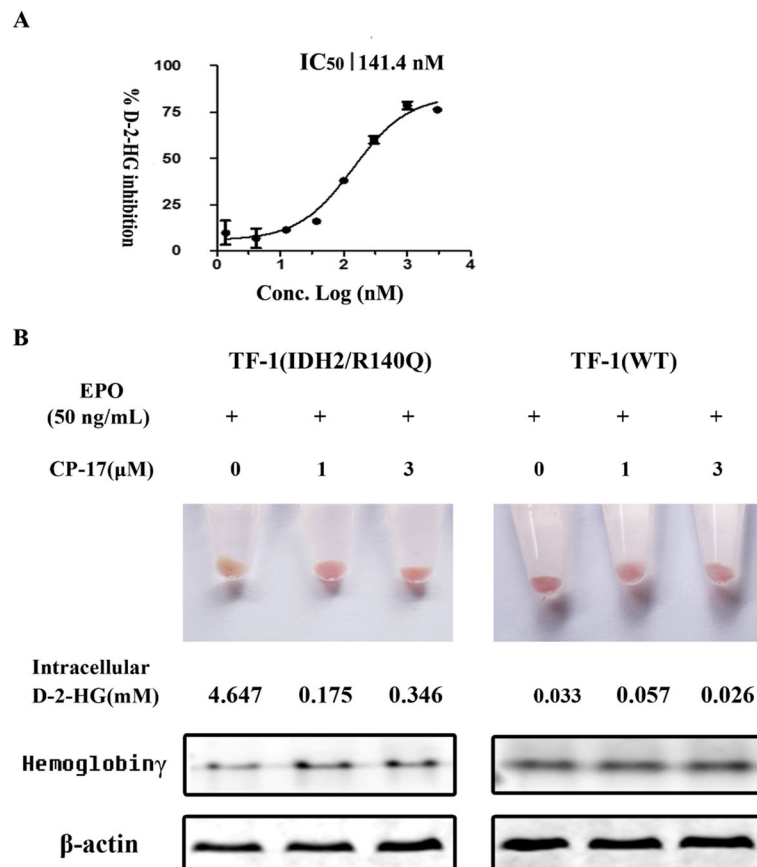 A
IC50 | 141.4 nM
100
75
50
25
0
% D-2-HG inhibition
0 1 2 3 4
Conc. Log (nM)
B
TF-1(IDH2/R140Q) TF-1(WT)
EPO
(50 ng/mL) + + + + + +
CP-17(μM) 0 1 3 0 1 3
Intracellular
D-2-HG(mM) 4.647 0.175 0.346 0.033 0.057 0.026
Hemoglobinγ
β-actin